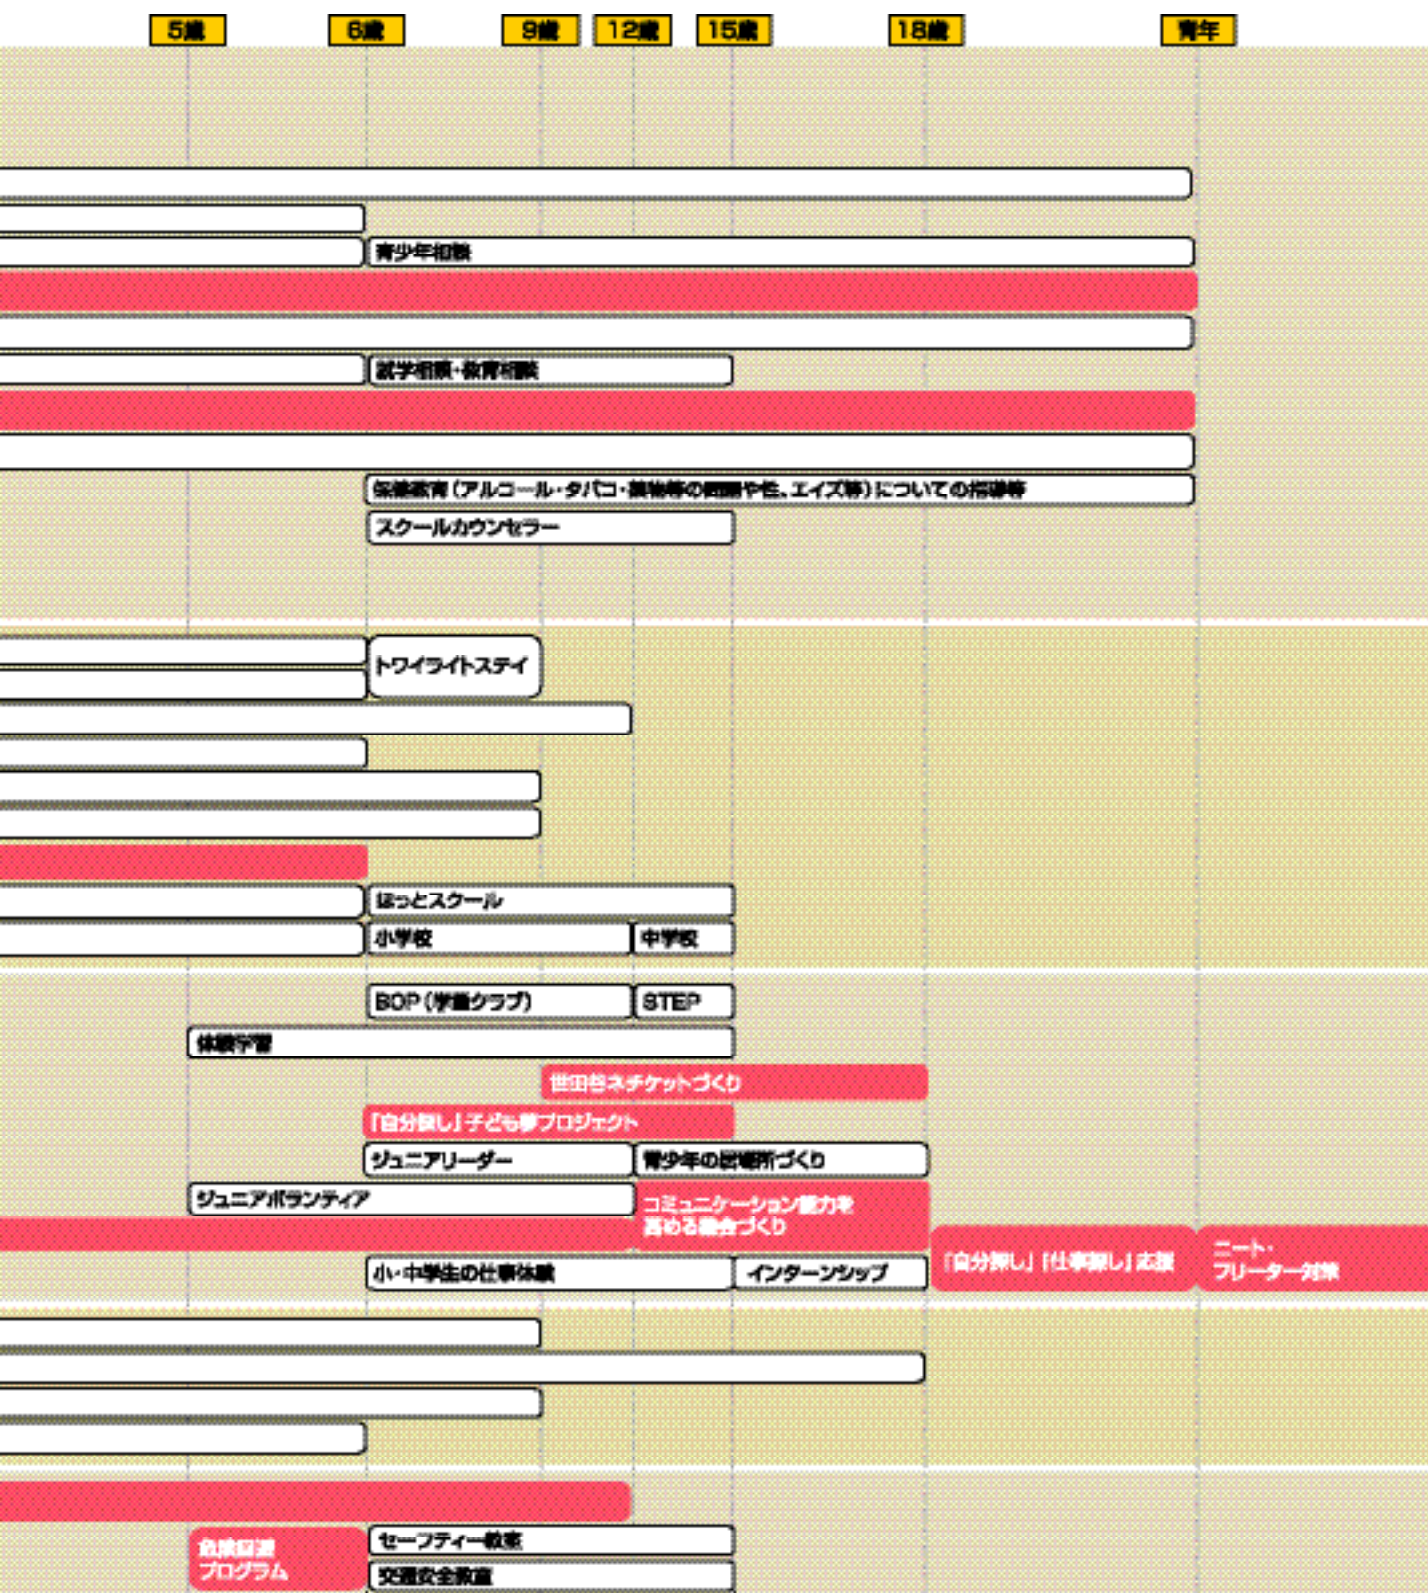 5歳 6歳 9歳 12歳 15歳 18歳 青年
青少年相談
就学相談・教育相談
保健教育（アルコール・タバコ・薬物等の問題や性、エイズ等）についての指導等
スクールカウンセラー
トワイライトステイ
ほっとスクール
小学校 中学校
BOP（学童クラブ） STEP
体験学習
世田谷ネチケットづくり
「自分探し」子ども夢プロジェクト
ジュニアリーダー 青少年の居場所づくり
ジュニアボランティア
コミュニケーション能力を
高める機会づくり
小・中学生の仕事体験 インターンシップ
「自分探し」「仕事探し」応援
ニート・
フリーター対策
危険回避
プログラム
セーフティー教室
交通安全教室